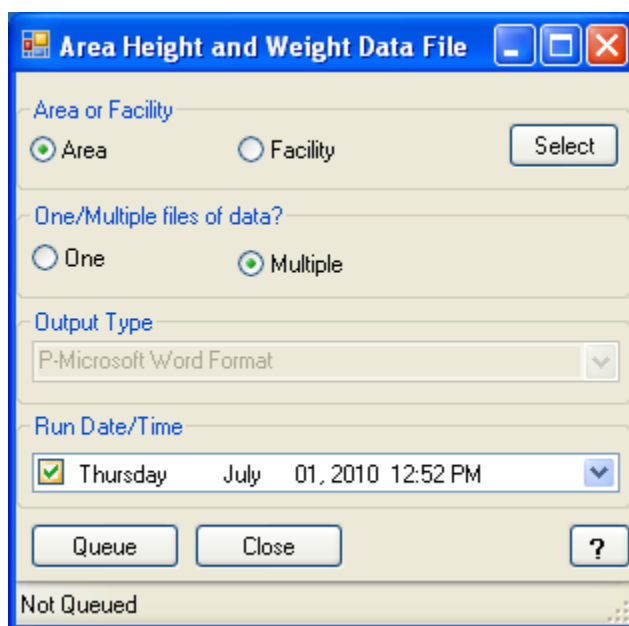 Area Height and Weight Data File
Area or Facility
Area Facility Select
One/Multiple files of data?
One Multiple
Output Type
P-Microsoft Word Format
Run Date/Time
Thursday July 01, 2010 12:52 PM
Queue Close ?
Not Queued